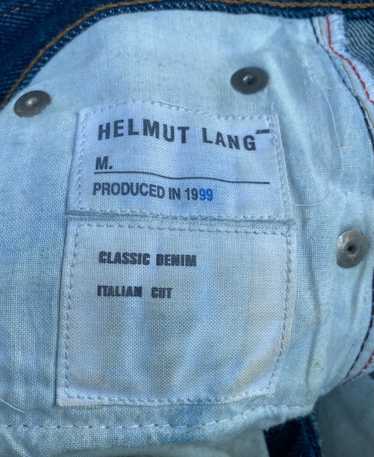 HELMUT LANG
M.
PRODUCED IN 1999
CLASSIC DENIM
ITALIAN CUT